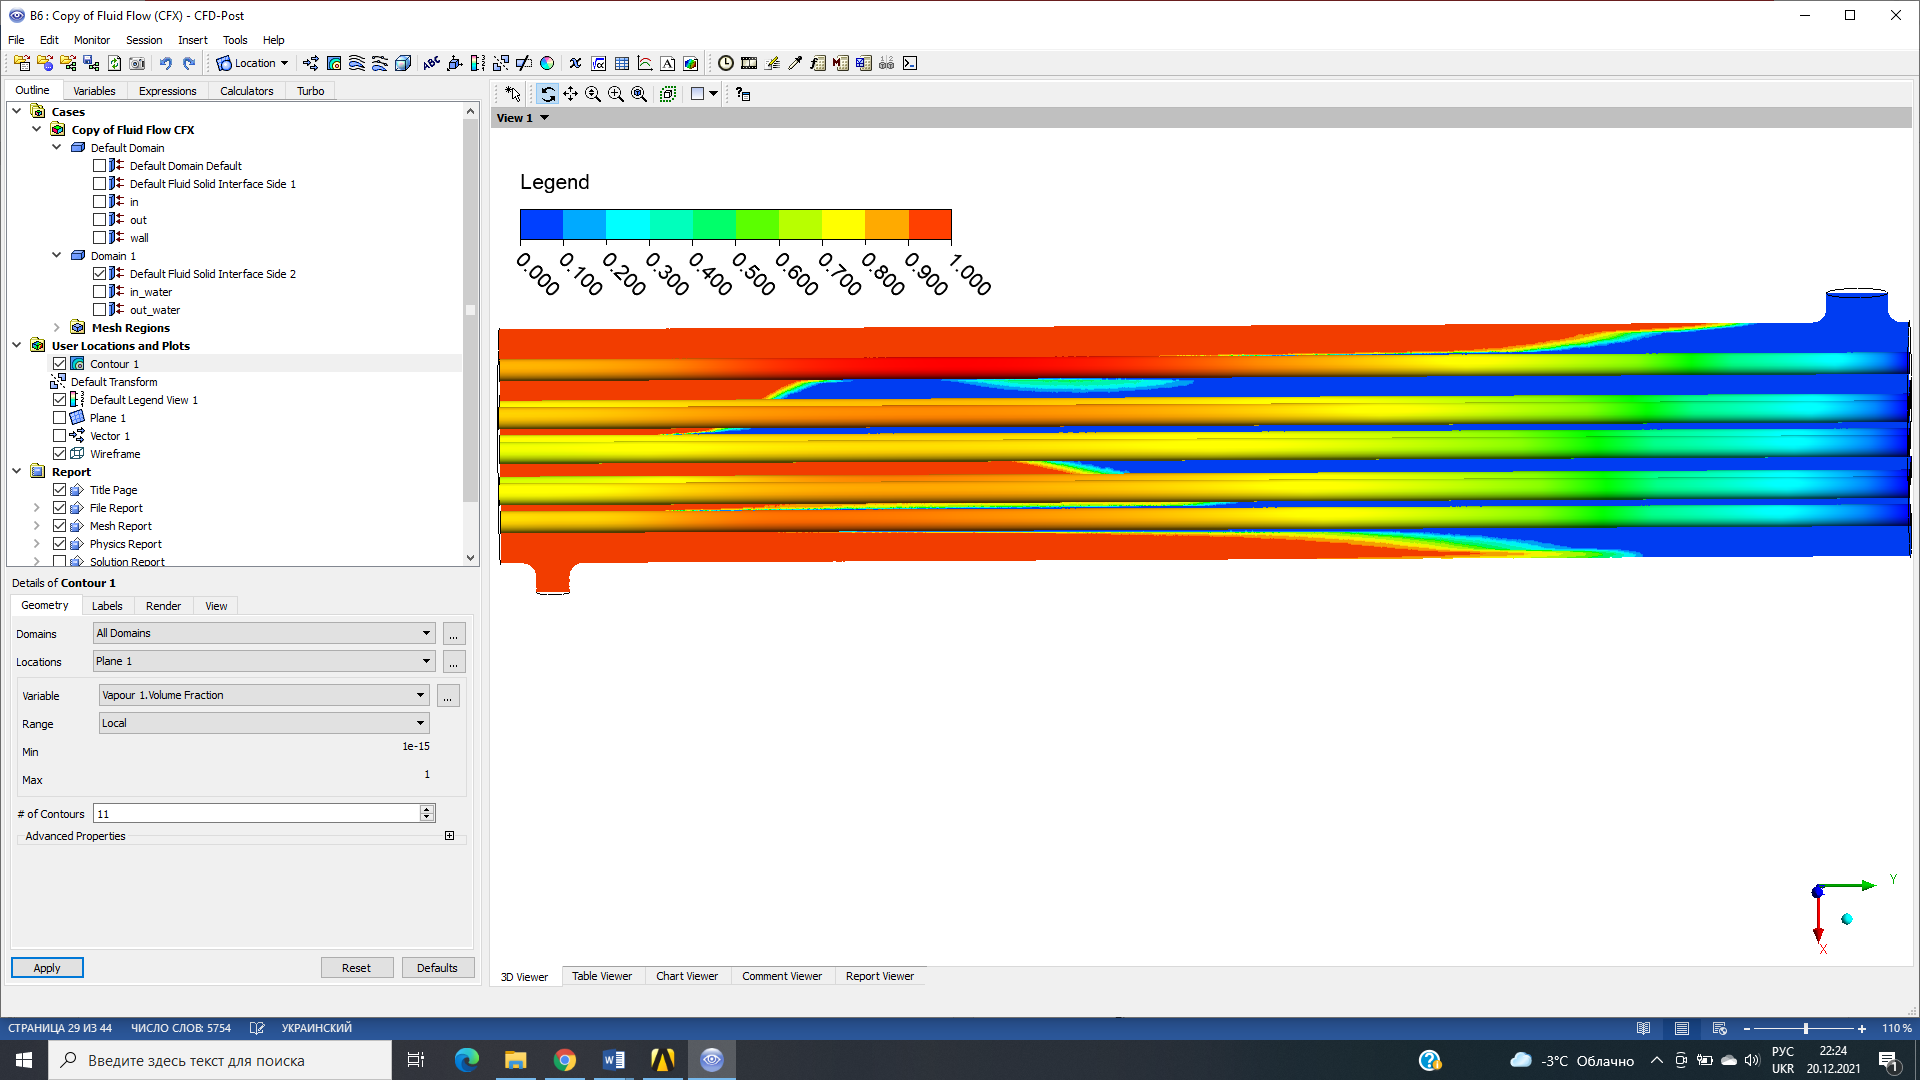 B6 : Copy of Fluid Flow (CFX) - CFD-Post
File Edit Monitor Session Insert Tools Help
Location
Outline Variables Expressions Calculators Turbo
Cases
Copy of Fluid Flow CFX
Default Domain
Default Domain Default
Default Fluid Solid Interface Side 1
in
out
wall
Domain 1
Default Fluid Solid Interface Side 2
in_water
out_water
Mesh Regions
User Locations and Plots
Contour 1
Default Transform
Default Legend View 1
Plane 1
Vector 1
Wireframe
Report
Title Page
File Report
Mesh Report
Physics Report
Solution Report
Details of Contour 1
Geometry Labels Render View
Domains All Domains ...
Locations Plane 1 ...
Variable Vapour 1.Volume Fraction ...
Range Local
Min 1e-15
Max 1
# of Contours 11
Advanced Properties
Apply Reset Defaults
View 1
Legend
0.000 0.100 0.200 0.300 0.400 0.500 0.600 0.700 0.800 0.900 1.000
Y
X
3D Viewer Table Viewer Chart Viewer Comment Viewer Report Viewer
СТРАНИЦА 29 ИЗ 44 ЧИСЛО СЛОВ: 5754 УКРАИНСКИЙ 110 %
Введите здесь текст для поиска
-3°C Облачно
РУС
UKR
22:24
20.12.2021
1